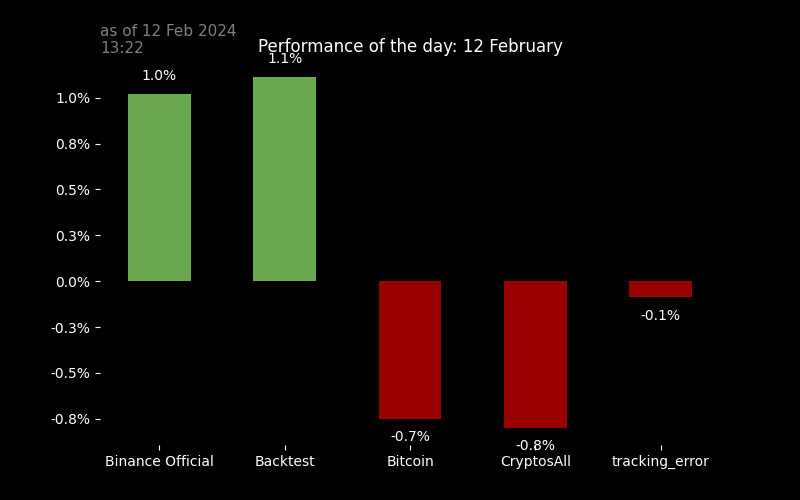 as of 12 Feb 2024
13:22
Performance of the day: 12 February
1.0%
1.1%
1.0%
0.8%
0.5%
0.3%
0.0%
-0.3%
-0.5%
-0.8%
-0.7%
-0.8%
-0.1%
Binance Official
Backtest
Bitcoin
CryptosAll
tracking_error